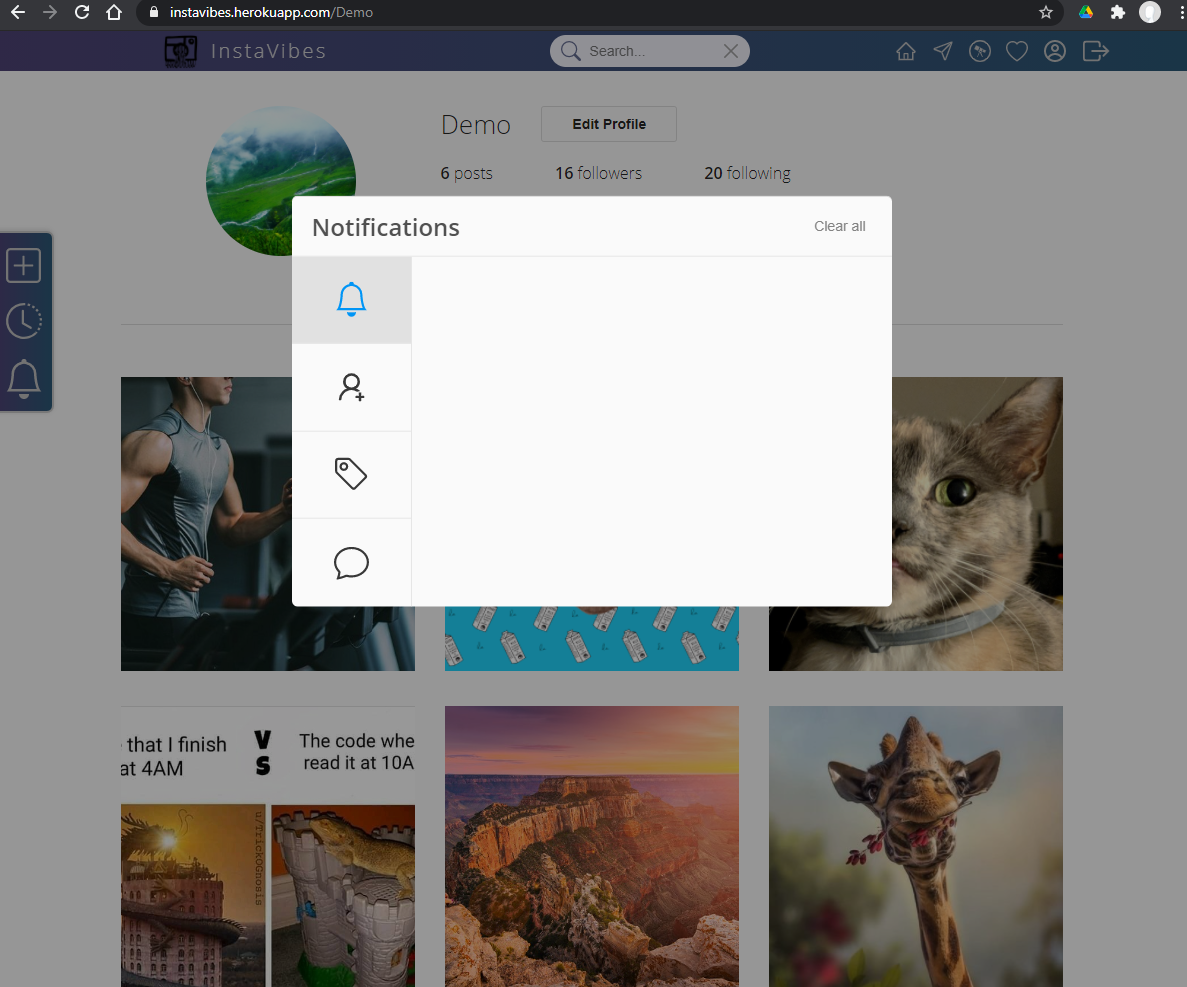 instavibes.herokuapp.com/Demo
InstaVibes
Search...
Demo
Edit Profile
6 posts 16 followers 20 following
Notifications
Clear all
that I finish
at 4AM
VS
The code whe
read it at 10A
u/Trick0Gnosis